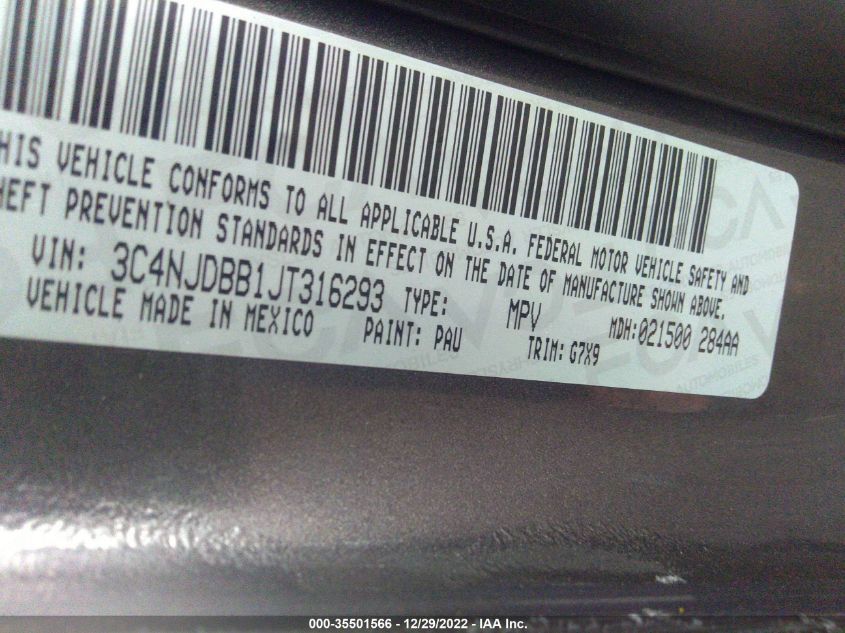 HIS VEHICLE CONFORMS TO ALL APPLICABLE U.S.A. FEDERAL MOTOR VEHICLE SAFETY AND
HEFT PREVENTION STANDARDS IN EFFECT ON THE DATE OF MANUFACTURE SHOWN ABOVE.
VIN: 3C4NJDBB1JT316293 TYPE: MPV MDH:021500 284AA
VEHICLE MADE IN MEXICO PAINT: PAU TRIM: G7X9
000-35501566 - 12/29/2022 - IAA Inc.